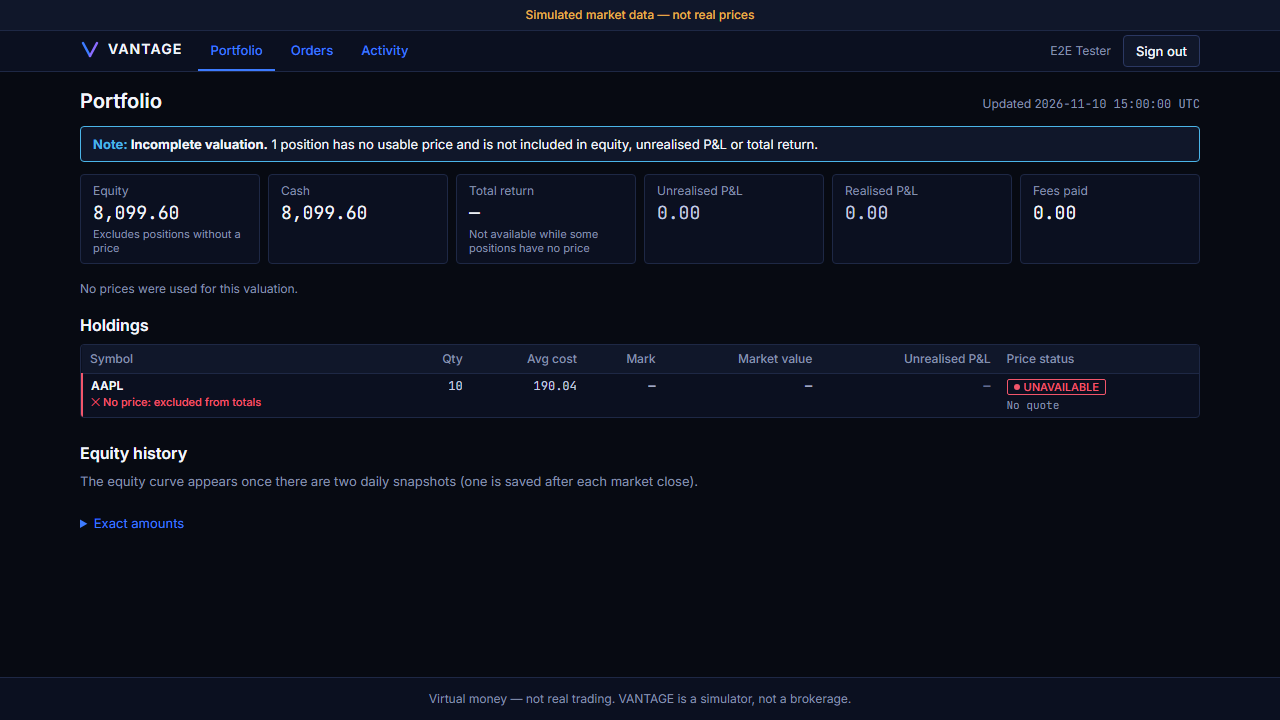 Simulated market data — not real prices
VANTAGE
Portfolio
Orders
Activity
E2E Tester
Sign out
Portfolio
Updated 2026-11-10 15:00:00 UTC
Note: Incomplete valuation. 1 position has no usable price and is not included in equity, unrealised P&L or total return.
Equity
8,099.60
Excludes positions without a
price
Cash
8,099.60
Total return
—
Not available while some
positions have no price
Unrealised P&L
0.00
Realised P&L
0.00
Fees paid
0.00
No prices were used for this valuation.
Holdings
Symbol Qty Avg cost Mark Market value Unrealised P&L Price status
AAPL 10 190.04 — — — UNAVAILABLE
No price: excluded from totals No quote
Equity history
The equity curve appears once there are two daily snapshots (one is saved after each market close).
Exact amounts
Virtual money — not real trading. VANTAGE is a simulator, not a brokerage.